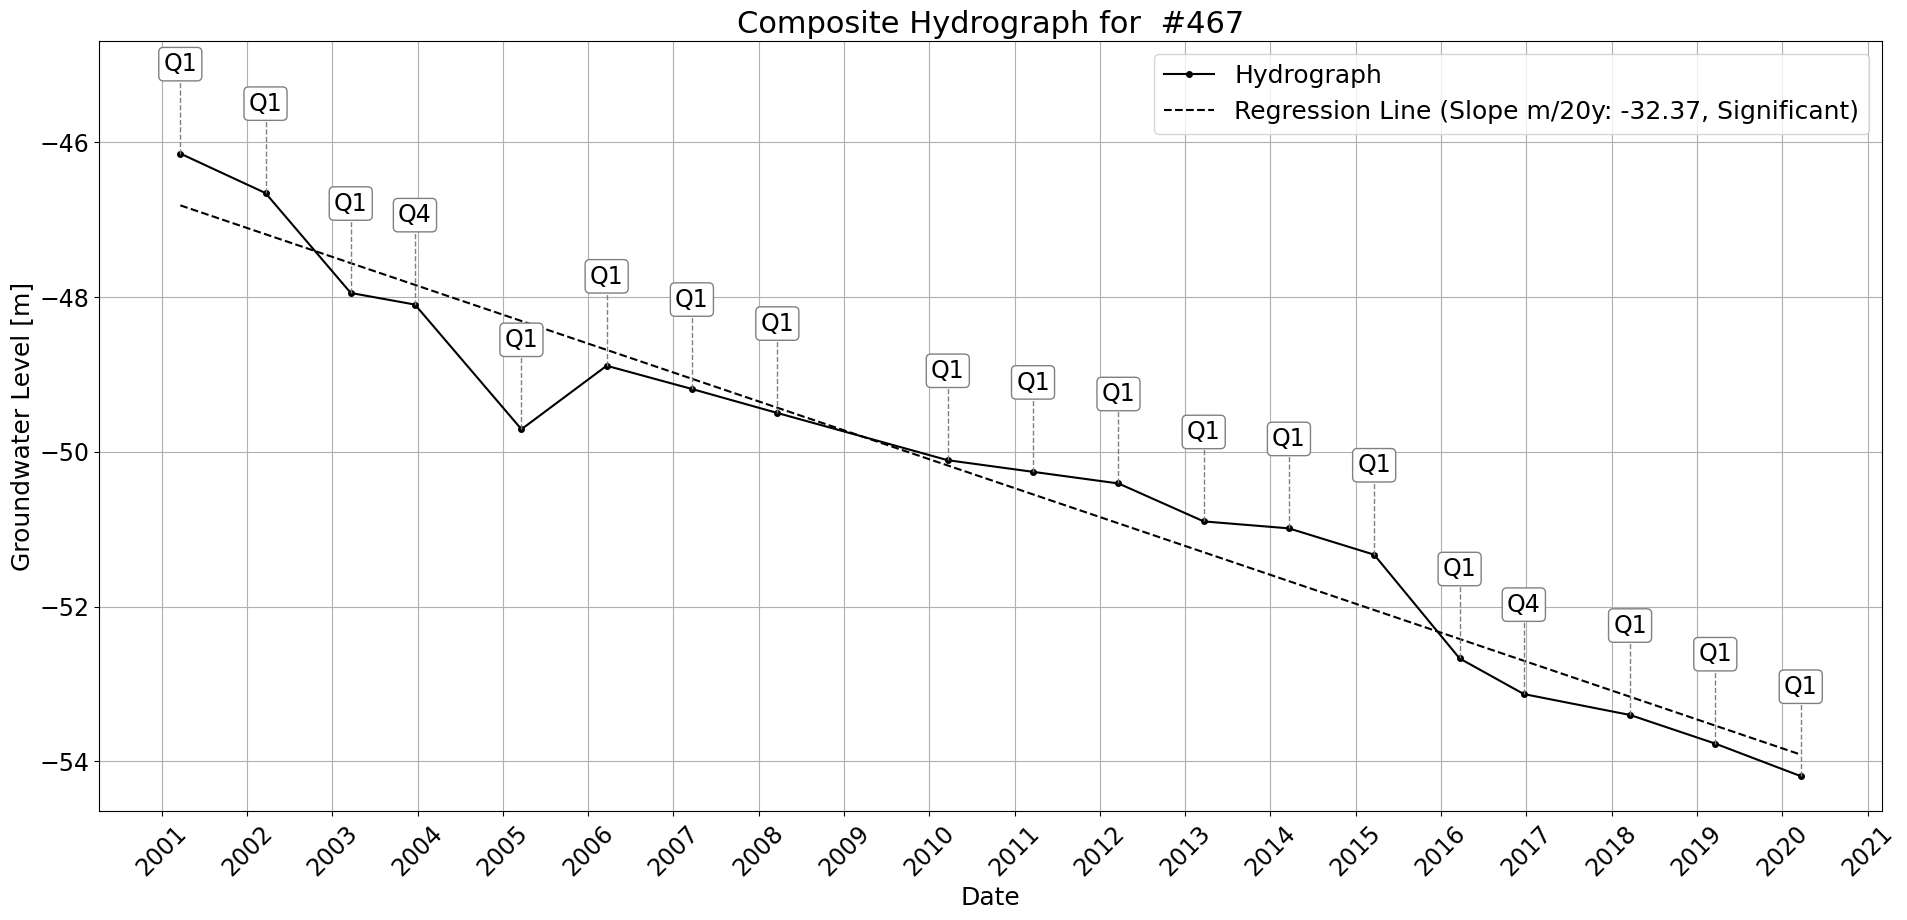 Composite Hydrograph for  #467
Hydrograph
Regression Line (Slope m/20y: -32.37, Significant)
Q1
Q1
Q1
Q4
Q1
Q1
Q1
Q1
Q1
Q1
Q1
Q1
Q1
Q1
Q1
Q4
Q1
Q1
Q1
Groundwater Level [m]
−46
−48
−50
−52
−54
2001
2002
2003
2004
2005
2006
2007
2008
2009
2010
2011
2012
2013
2014
2015
2016
2017
2018
2019
2020
2021
Date